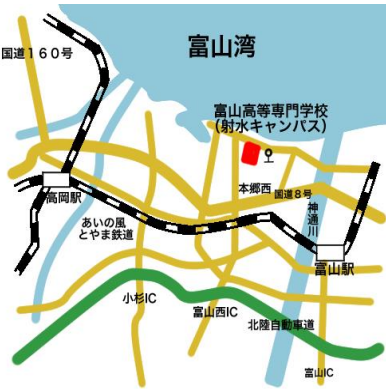 富山湾
国道160号
富山高等専門学校
(射水キャンパス)
本郷西
国道8号
高岡駅
神通川
あいの風
とやま鉄道
富山駅
小杉IC
富山西IC
北陸自動車道
富山IC